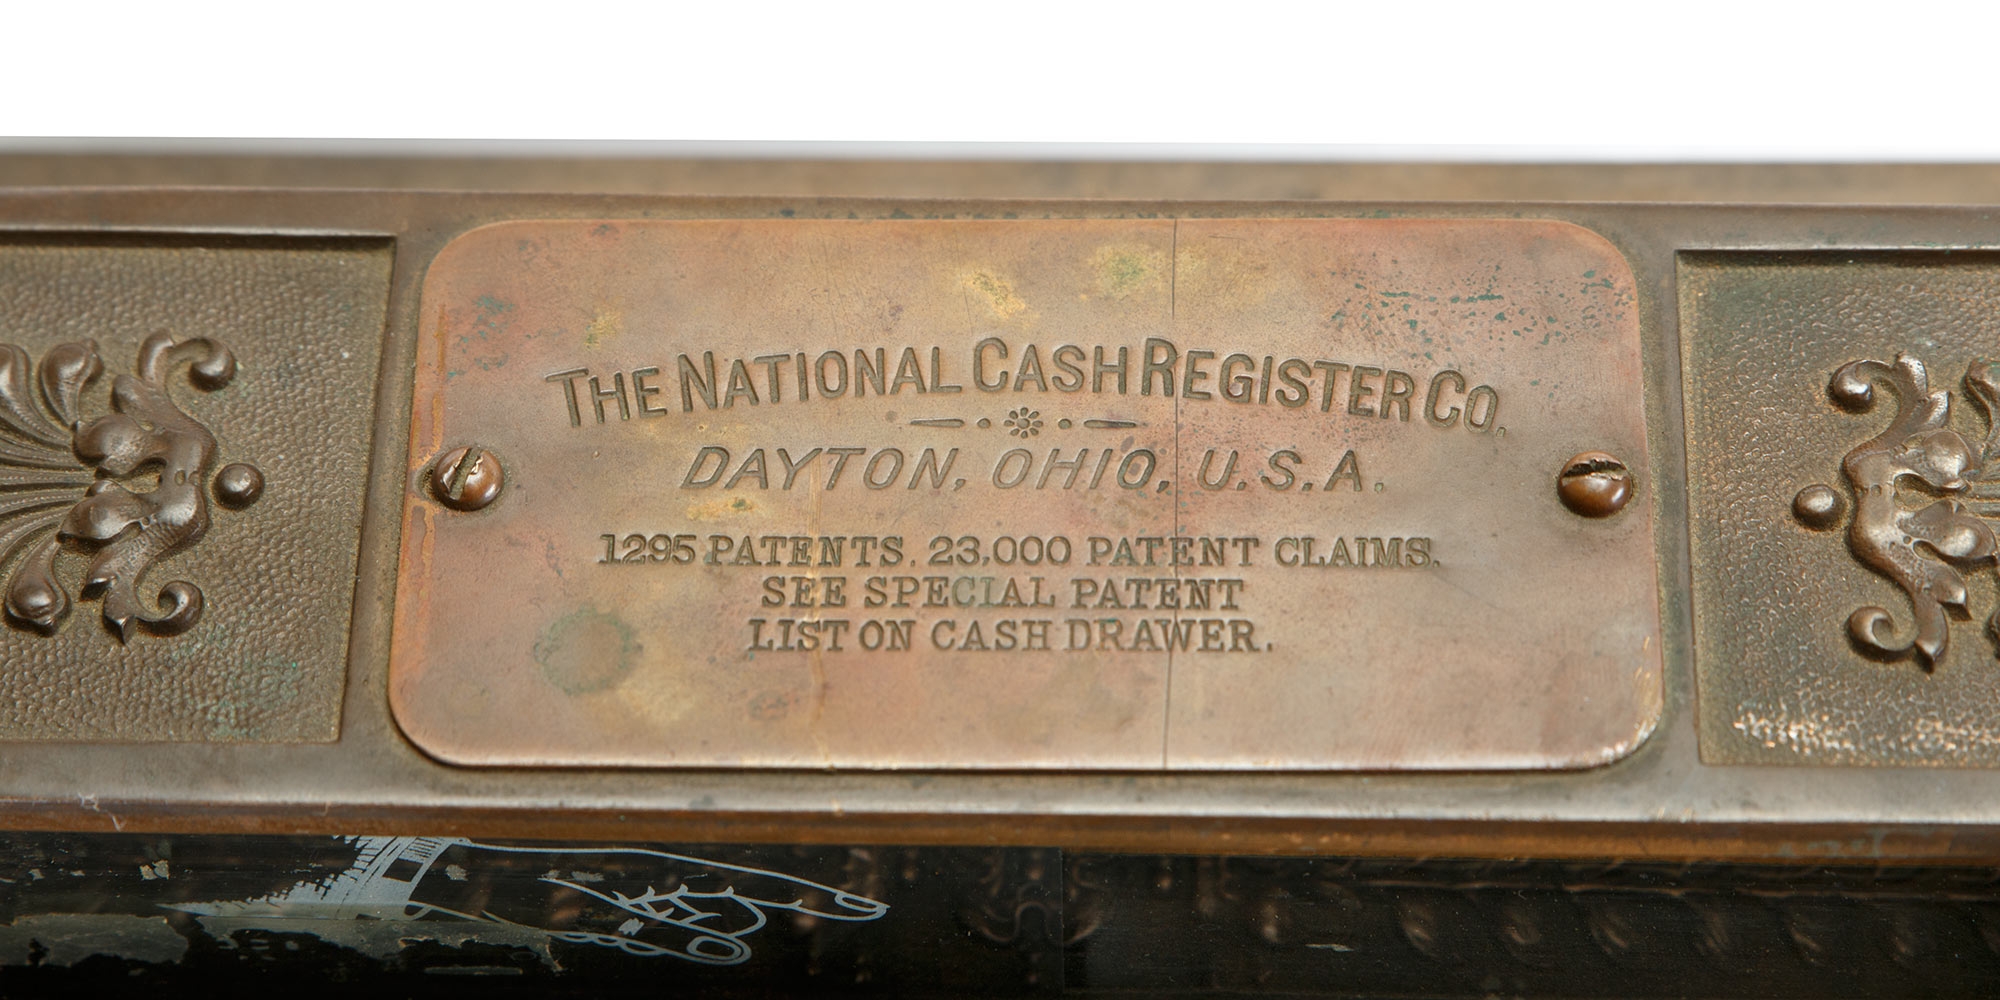 THE NATIONAL CASH REGISTER CO.
DAYTON, OHIO, U.S.A.
1295 PATENTS. 23,000 PATENT CLAIMS.
SEE SPECIAL PATENT
LIST ON CASH DRAWER.